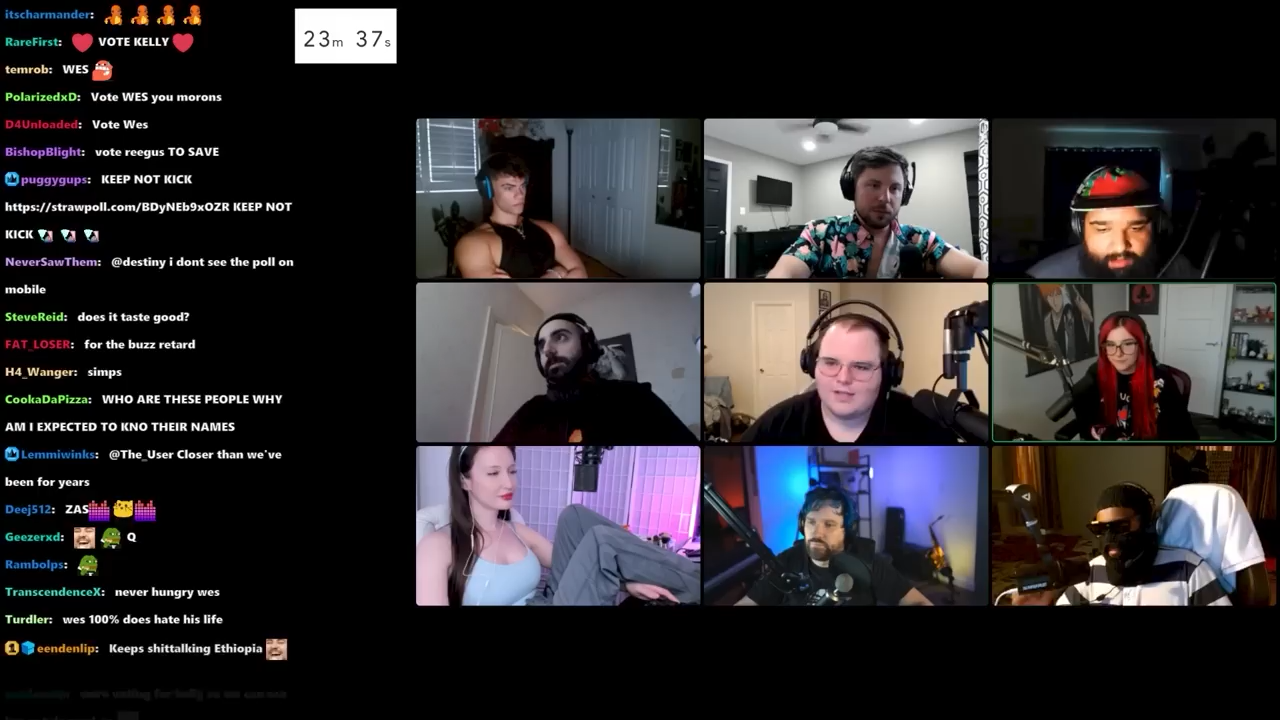 itscharmander:
RareFirst: VOTE KELLY
temrob: WES
PolarizedxD: Vote WES you morons
D4Unloaded: Vote Wes
BishopBlight: vote reegus TO SAVE
puggygups: KEEP NOT KICK
https://strawpoll.com/BDyNEb9xOZR KEEP NOT
KICK
NeverSawThem: @destiny i dont see the poll on
mobile
SteveReid: does it taste good?
FAT_LOSER: for the buzz retard
H4_Wanger: simps
CookaDaPizza: WHO ARE THESE PEOPLE WHY
AM I EXPECTED TO KNO THEIR NAMES
Lemmiwinks: @The_User Closer than we've
been for years
Deej512: ZAS
Geezerxd: Q
Rambolps:
TranscendenceX: never hungry wes
Turdler: wes 100% does hate his life
eendenlip: Keeps shittalking Ethiopia
23m 37s